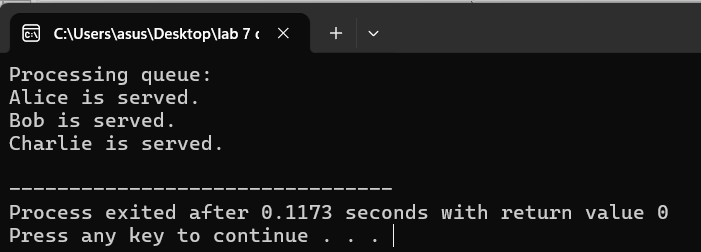 C:\Users\asus\Desktop\lab 7 c
Processing queue:
Alice is served.
Bob is served.
Charlie is served.
--------------------------------
Process exited after 0.1173 seconds with return value 0
Press any key to continue . . .